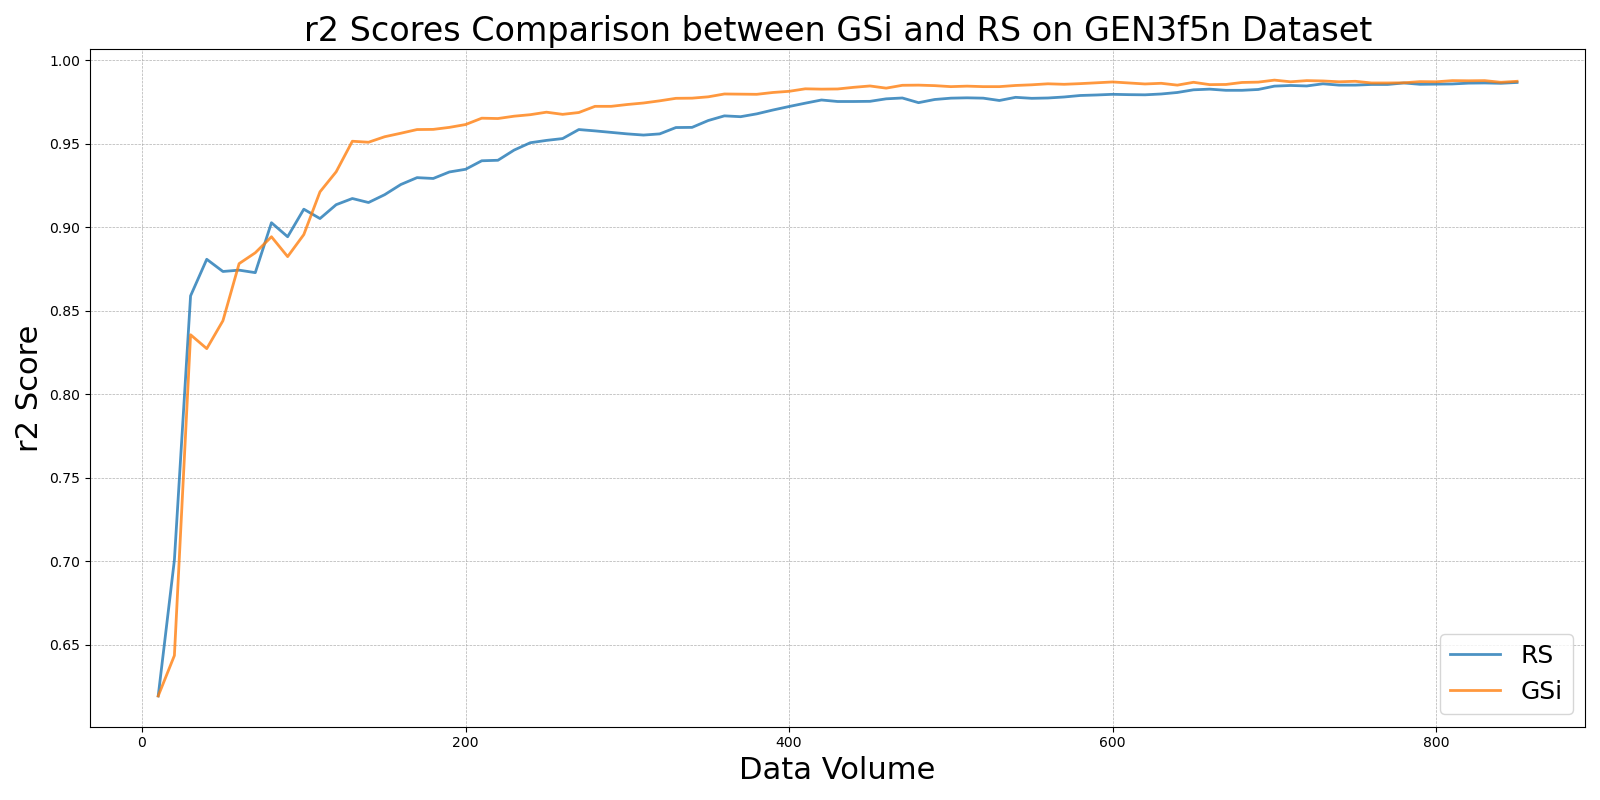 r2 Scores Comparison between GSi and RS on GEN3f5n Dataset
r2 Score
1.00
0.95
0.90
0.85
0.80
0.75
0.70
0.65
0
200
400
600
800
Data Volume
RS
GSi